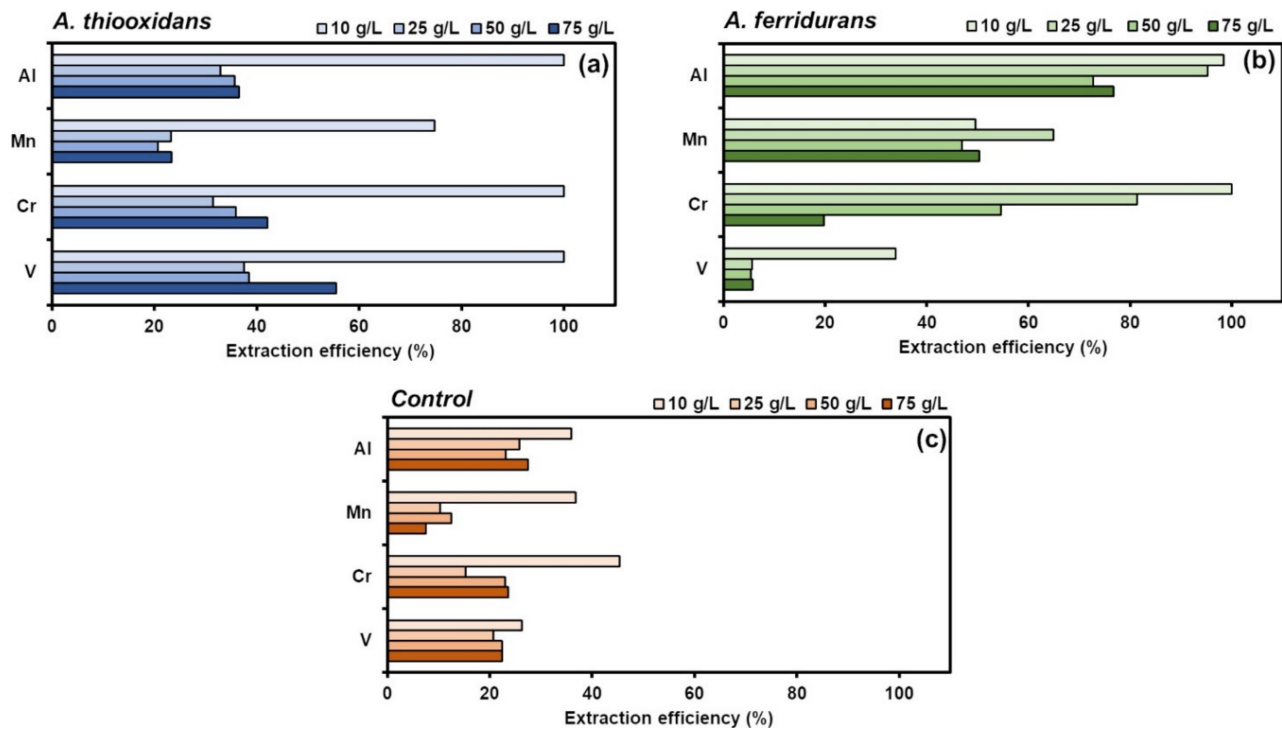 A. thiooxidans
10 g/L 25 g/L 50 g/L 75 g/L
(a)
Al
Mn
Cr
V
0 20 40 60 80 100
Extraction efficiency (%)
A. ferridurans
10 g/L 25 g/L 50 g/L 75 g/L
(b)
Al
Mn
Cr
V
0 20 40 60 80 100
Extraction efficiency (%)
Control
10 g/L 25 g/L 50 g/L 75 g/L
(c)
Al
Mn
Cr
V
0 20 40 60 80 100
Extraction efficiency (%)